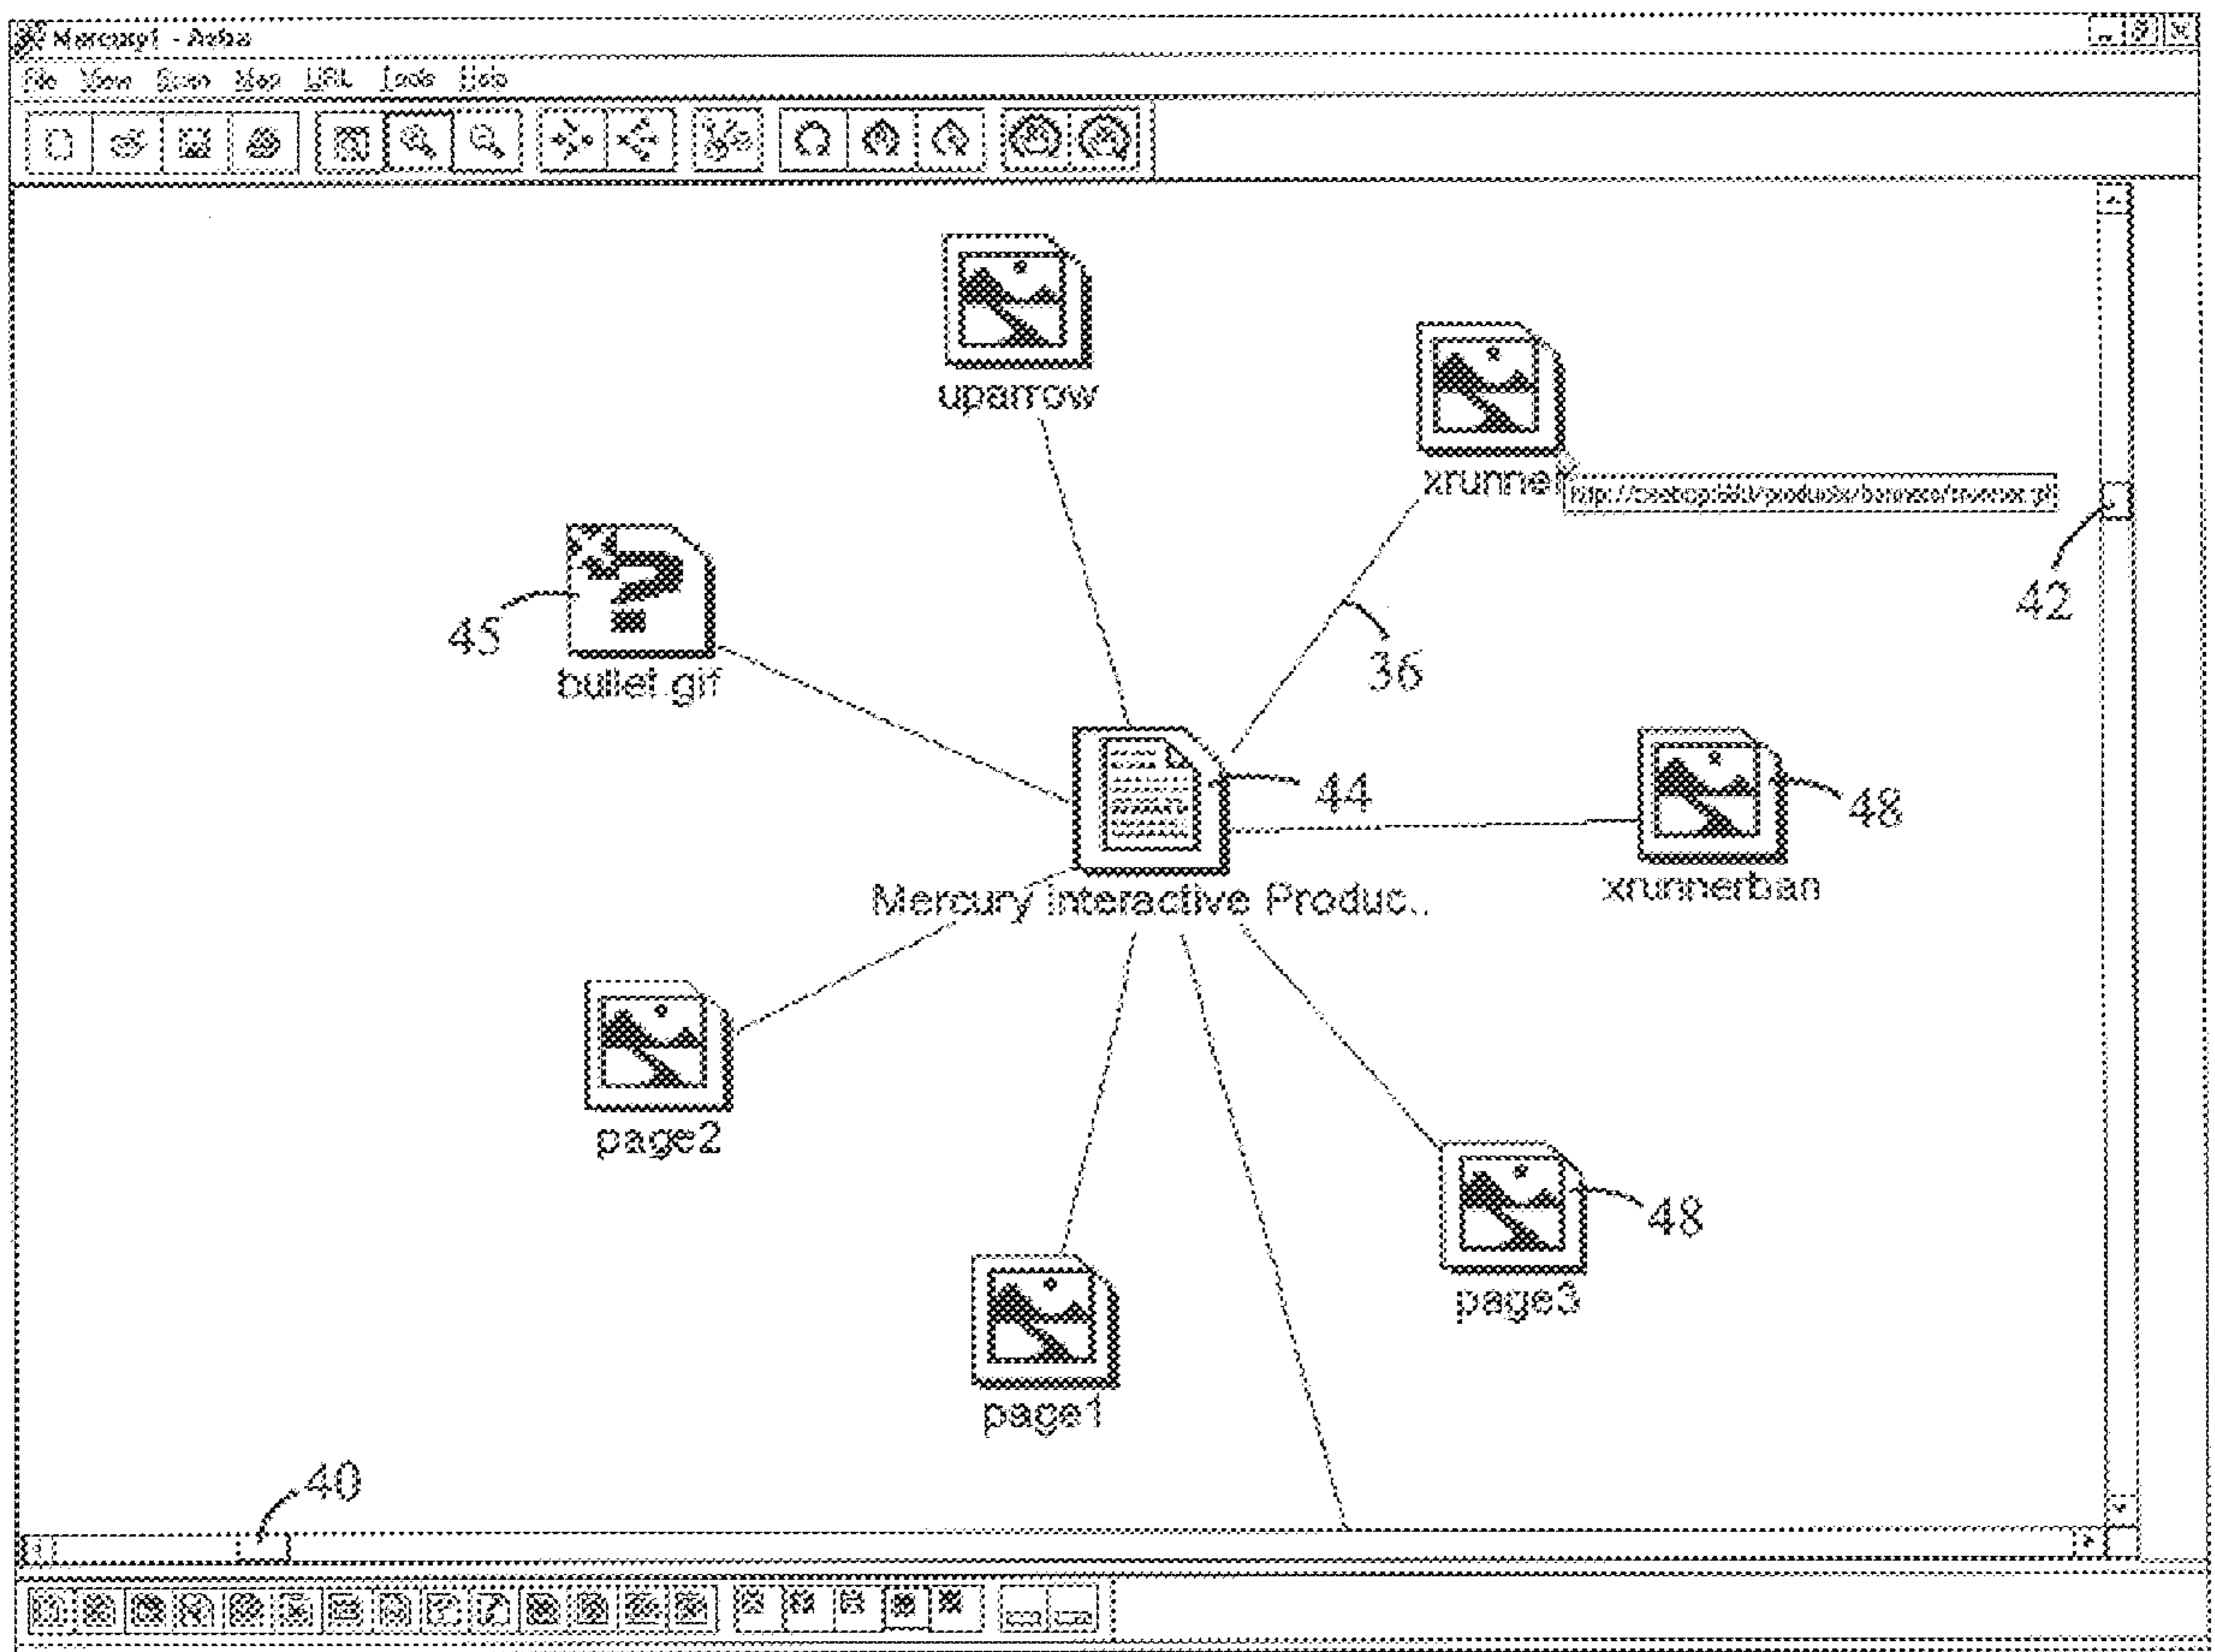 Mercury1 - Astra
File View Scan Map URL Tools Help
uparrow
xrunner
42
36
45
bullet.gif
44
48
Mercury Interactive Produc..
xrunnerban
page2
48
page3
page1
40